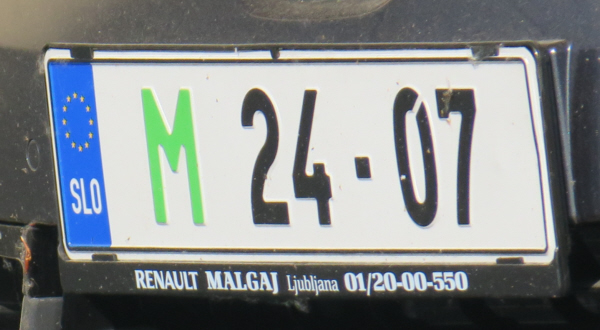 SLO M 24·07
RENAULT MALGAJ Ljubljana 01/20-00-550